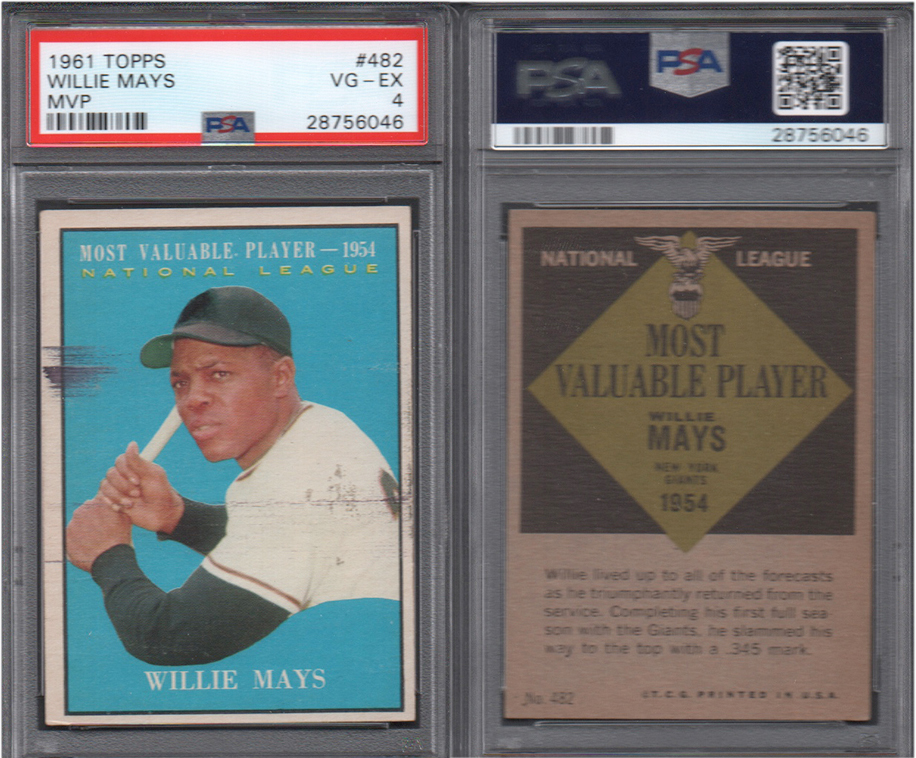 1961 TOPPS #482
WILLIE MAYS VG-EX
MVP 4
PSA 28756046
PSA PSA
28756046
MOST VALUABLE PLAYER—1954
NATIONAL LEAGUE
WILLIE MAYS
NATIONAL LEAGUE
MOST
VALUABLE PLAYER
WILLIE
MAYS
NEW YORK
GIANTS
1954
Willie lived up to all of the forecasts
as he triumphantly returned from the
service. Completing his first full sea-
son with the Giants, he slammed his
way to the top with a .345 mark.
No. 482 ©T.C.G. PRINTED IN U.S.A.